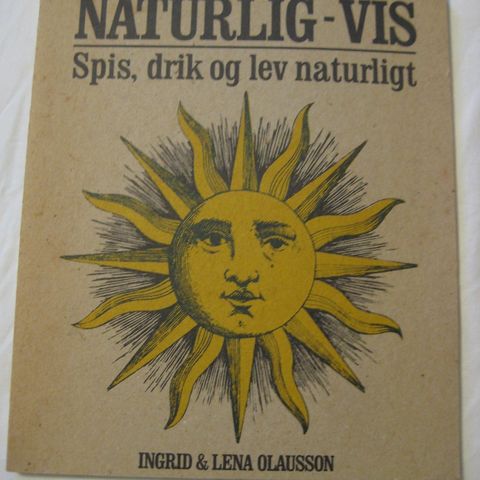 NATURLIG-VIS
Spis, drik og lev naturligt
INGRID & LENA OLAUSSON